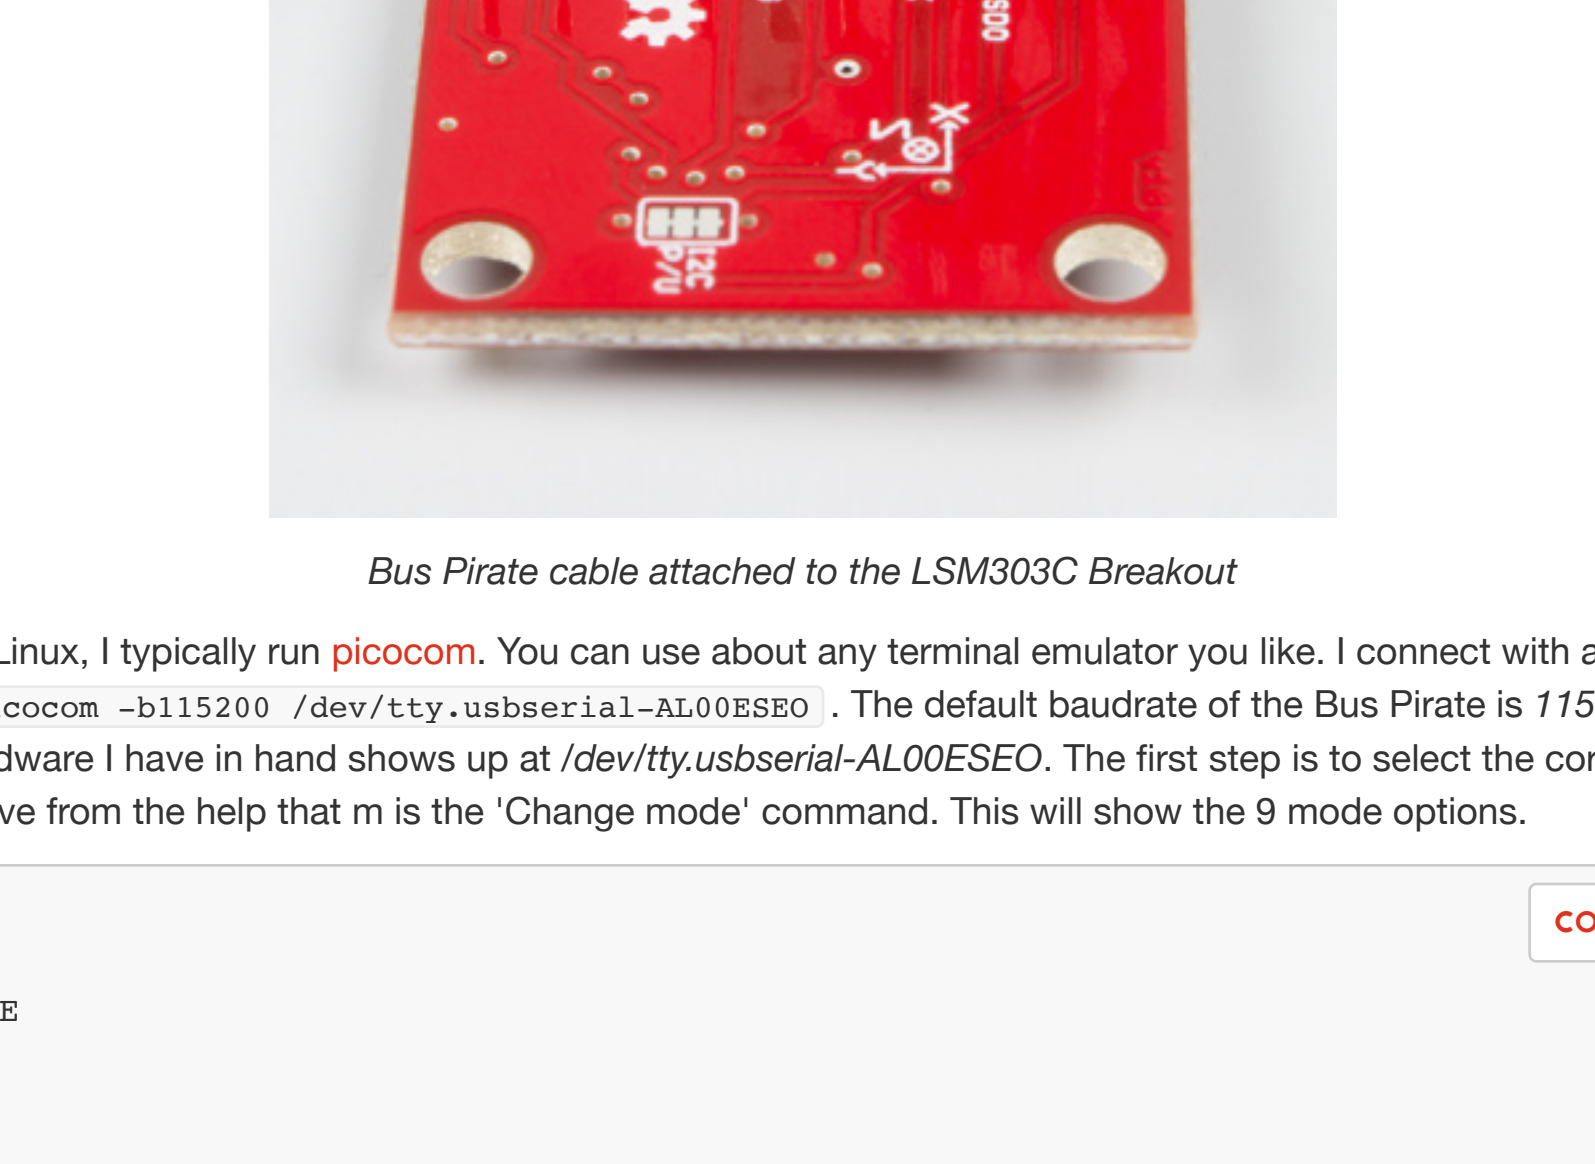 SDO
X
Z
Y
I2C
P/U
Bus Pirate cable attached to the LSM303C Breakout
Linux, I typically run picocom. You can use about any terminal emulator you like. I connect with a
cocom -b115200 /dev/tty.usbserial-AL00ESEO . The default baudrate of the Bus Pirate is 115
dware I have in hand shows up at /dev/tty.usbserial-AL00ESEO. The first step is to select the cor
ve from the help that m is the 'Change mode' command. This will show the 9 mode options.
CO
E